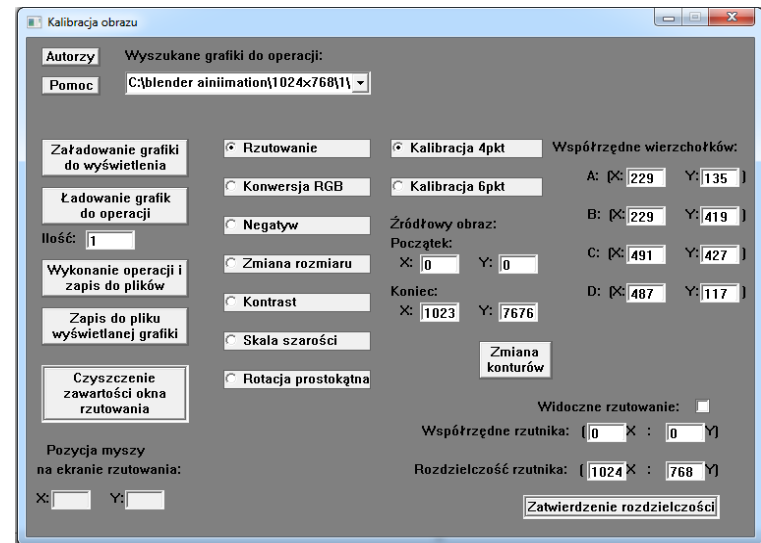 Kalibracja obrazu
Autorzy
Wyszukane grafiki do operacji:
Pomoc
C:\blender ainiimation\1024x768\1\
Załadowanie grafiki
do wyświetlenia
Ładowanie grafik
do operacji
Ilość: 1
Wykonanie operacji i
zapis do plików
Zapis do pliku
wyświetlanej grafiki
Czyszczenie
zawartości okna
rzutowania
Pozycja myszy
na ekranie rzutowania:
X: Y:
Rzutowanie
Konwersja RGB
Negatyw
Zmiana rozmiaru
Kontrast
Skala szarości
Rotacja prostokątna
Kalibracja 4pkt
Kalibracja 6pkt
Źródłowy obraz:
Początek:
X: 0 Y: 0
Koniec:
X: 1023 Y: 7676
Zmiana
konturów
Współrzędne wierzchołków:
A: (X: 229 Y: 135 )
B: (X: 229 Y: 419 )
C: (X: 491 Y: 427 )
D: (X: 487 Y: 117 )
Widoczne rzutowanie:
Współrzędne rzutnika: ( 0 X : 0 Y)
Rozdzielczość rzutnika: ( 1024 X : 768 Y)
Zatwierdzenie rozdzielczości